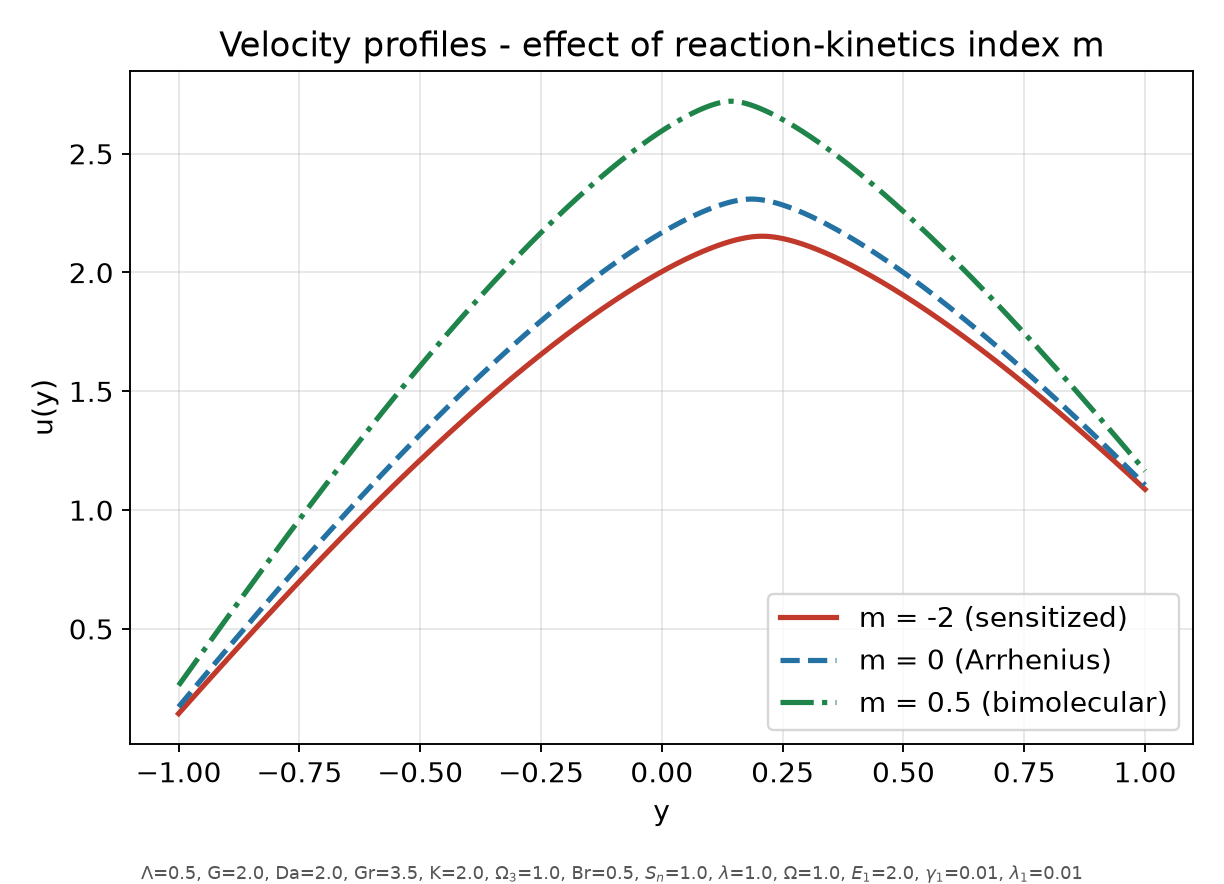 Velocity profiles - effect of reaction-kinetics index m
u(y)
2.5
2.0
1.5
1.0
0.5
m = -2 (sensitized)
m = 0 (Arrhenius)
m = 0.5 (bimolecular)
−1.00 −0.75 −0.50 −0.25 0.00 0.25 0.50 0.75 1.00
y
Λ=0.5, G=2.0, Da=2.0, Gr=3.5, K=2.0, Ω₃=1.0, Br=0.5, Sₙ=1.0, λ=1.0, Ω=1.0, E₁=2.0, γ₁=0.01, λ₁=0.01